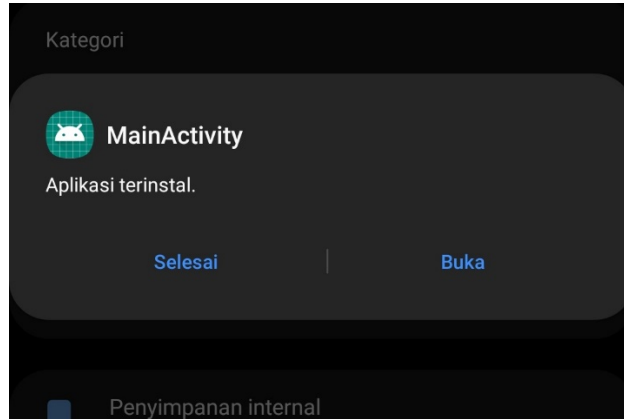 Kategori
MainActivity
Aplikasi terinstal.
Selesai
Buka
Penyimpanan internal